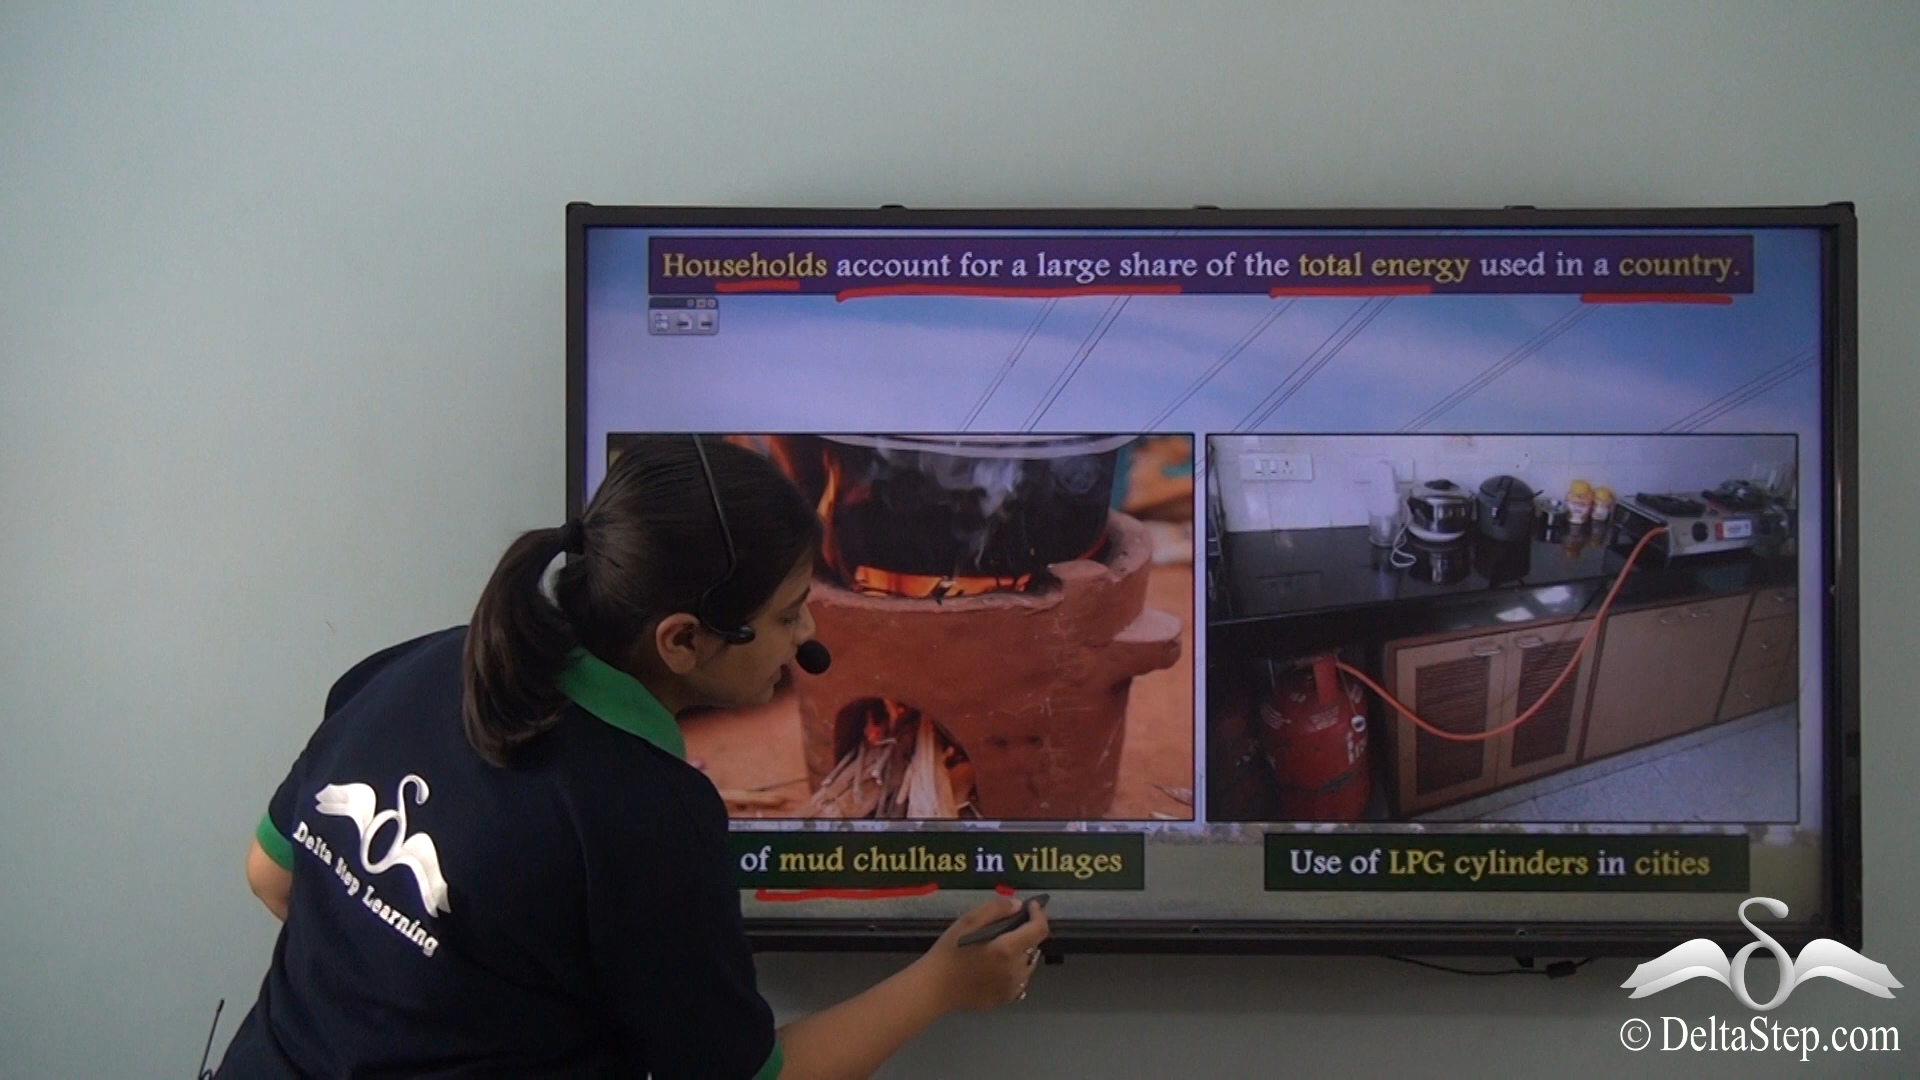 Households account for a large share of the total energy used in a country.
of mud chulhas in villages
Use of LPG cylinders in cities
Delta Step Learning
© DeltaStep.com